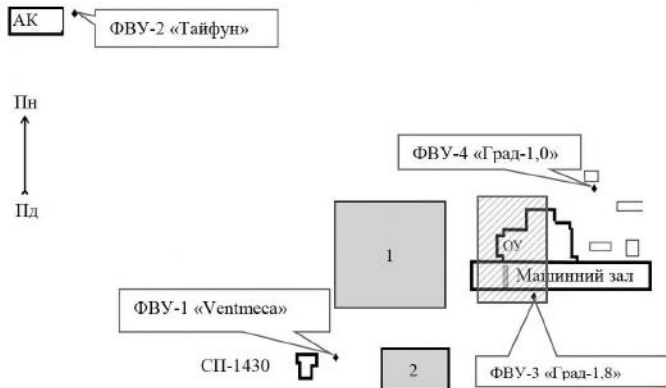 АК
ФВУ-2 «Тайфун»
Пн
Пд
ФВУ-4 «Град-1,0»
1
ОУ
Машинний зал
ФВУ-1 «Ventmeca»
СП-1430
2
ФВУ-3 «Град-1,8»